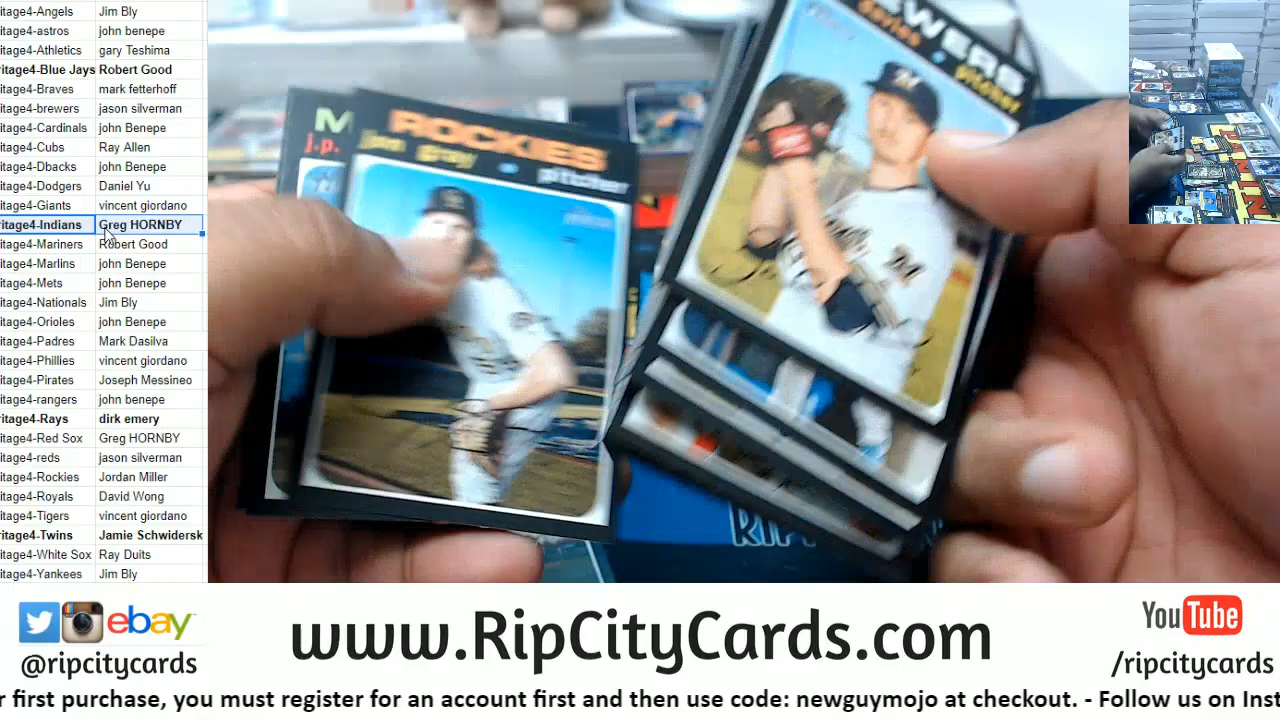 itage4-Angels Jim Bly
itage4-astros john benepe
itage4-Athletics gary Teshima
itage4-Blue Jays Robert Good
itage4-Braves mark fetterhoff
itage4-brewers jason silverman
itage4-Cardinals john Benepe
itage4-Cubs Ray Allen
itage4-Dbacks john Benepe
itage4-Dodgers Daniel Yu
itage4-Giants vincent giordano
itage4-Indians Greg HORNBY
itage4-Mariners Robert Good
itage4-Marlins john Benepe
itage4-Mets john Benepe
itage4-Nationals Jim Bly
itage4-Orioles john Benepe
itage4-Padres Mark Dasilva
itage4-Phillies vincent giordano
itage4-Pirates Joseph Messineo
itage4-rangers john benepe
itage4-Rays dirk emery
itage4-Red Sox Greg HORNBY
itage4-reds jason silverman
itage4-Rockies Jordan Miller
itage4-Royals David Wong
itage4-Tigers vincent giordano
itage4-Twins Jamie Schwidersk
itage4-White Sox Ray Duits
itage4-Yankees Jim Bly
M
j.p.
ROCKIES
jon gray • pitcher
WERS
davies • pitcher
M
RIP
ebay
@ripcitycards
www.RipCityCards.com
YouTube
/ripcitycards
r first purchase, you must register for an account first and then use code: newguymojo at checkout. - Follow us on Inst